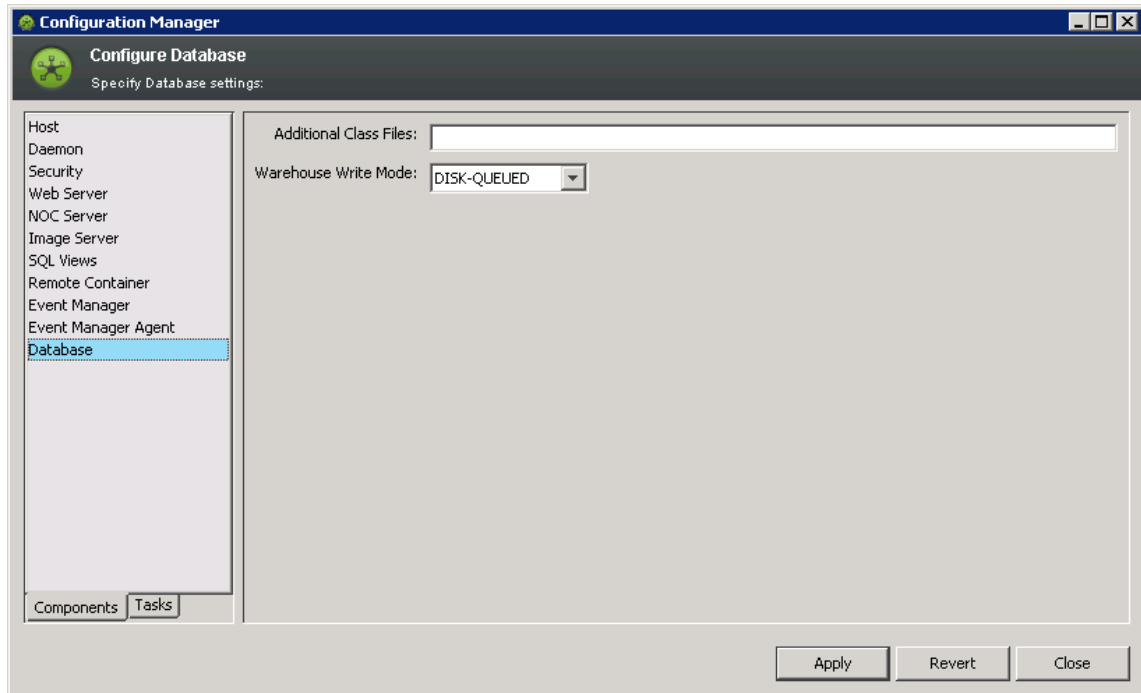 Configuration Manager
Configure Database
Specify Database settings:
Host
Daemon
Security
Web Server
NOC Server
Image Server
SQL Views
Remote Container
Event Manager
Event Manager Agent
Database
Components Tasks
Additional Class Files:
Warehouse Write Mode: DISK-QUEUED
Apply Revert Close